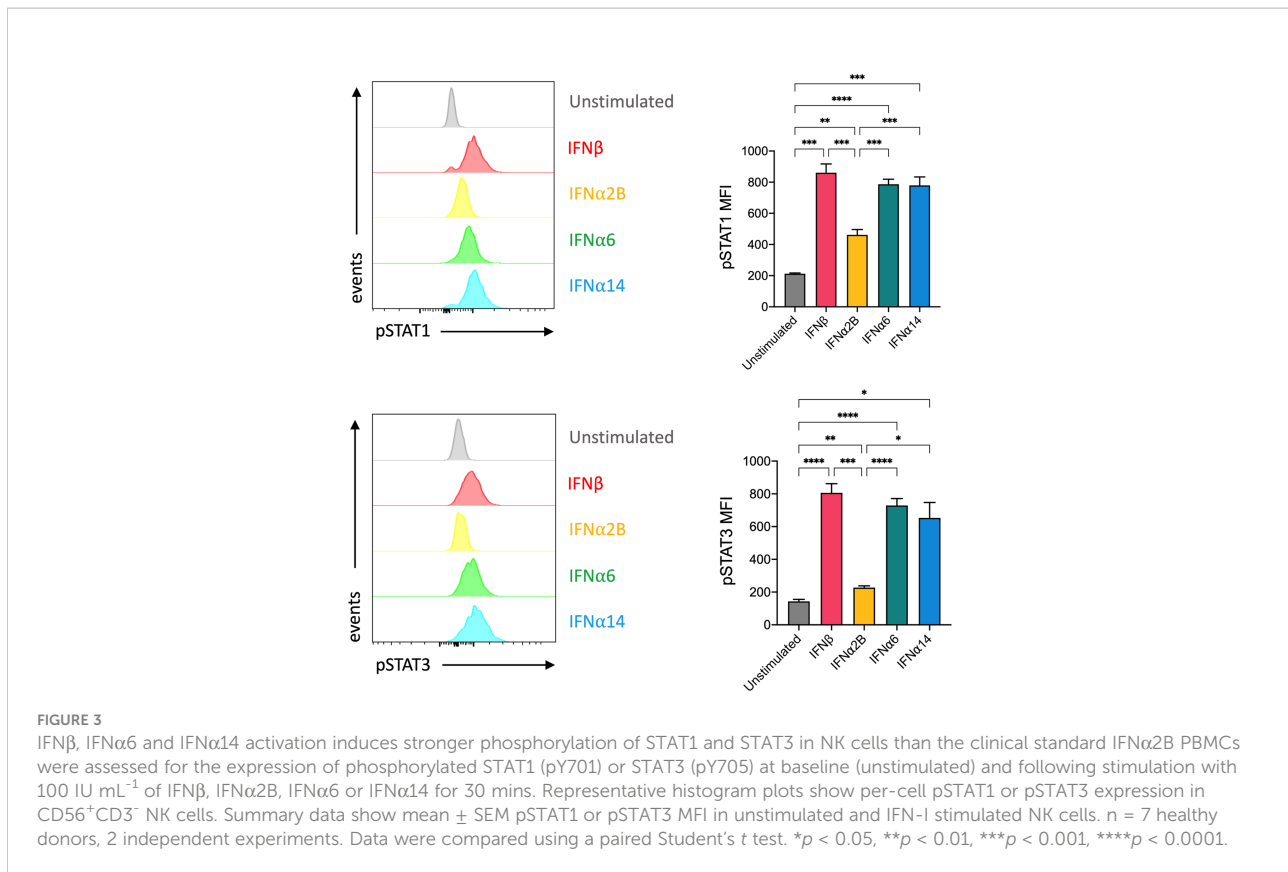 Unstimulated
IFNβ
IFNα2B
IFNα6
IFNα14
events
pSTAT1
***
****
** ***
*** *** ***
1000
800
600
400
200
0
pSTAT1 MFI
Unstimulated
IFNβ
IFNα2B
IFNα6
IFNα14
Unstimulated
IFNβ
IFNα2B
IFNα6
IFNα14
events
pSTAT3
*
****
** *
**** *** ****
1000
800
600
400
200
0
pSTAT3 MFI
Unstimulated
IFNβ
IFNα2B
IFNα6
IFNα14
FIGURE 3
IFNβ, IFNα6 and IFNα14 activation induces stronger phosphorylation of STAT1 and STAT3 in NK cells than the clinical standard IFNα2B PBMCs
were assessed for the expression of phosphorylated STAT1 (pY701) or STAT3 (pY705) at baseline (unstimulated) and following stimulation with
100 IU mL⁻¹ of IFNβ, IFNα2B, IFNα6 or IFNα14 for 30 mins. Representative histogram plots show per-cell pSTAT1 or pSTAT3 expression in
CD56⁺CD3⁻ NK cells. Summary data show mean ± SEM pSTAT1 or pSTAT3 MFI in unstimulated and IFN-I stimulated NK cells. n = 7 healthy
donors, 2 independent experiments. Data were compared using a paired Student's t test. *p < 0.05, **p < 0.01, ***p < 0.001, ****p < 0.0001.